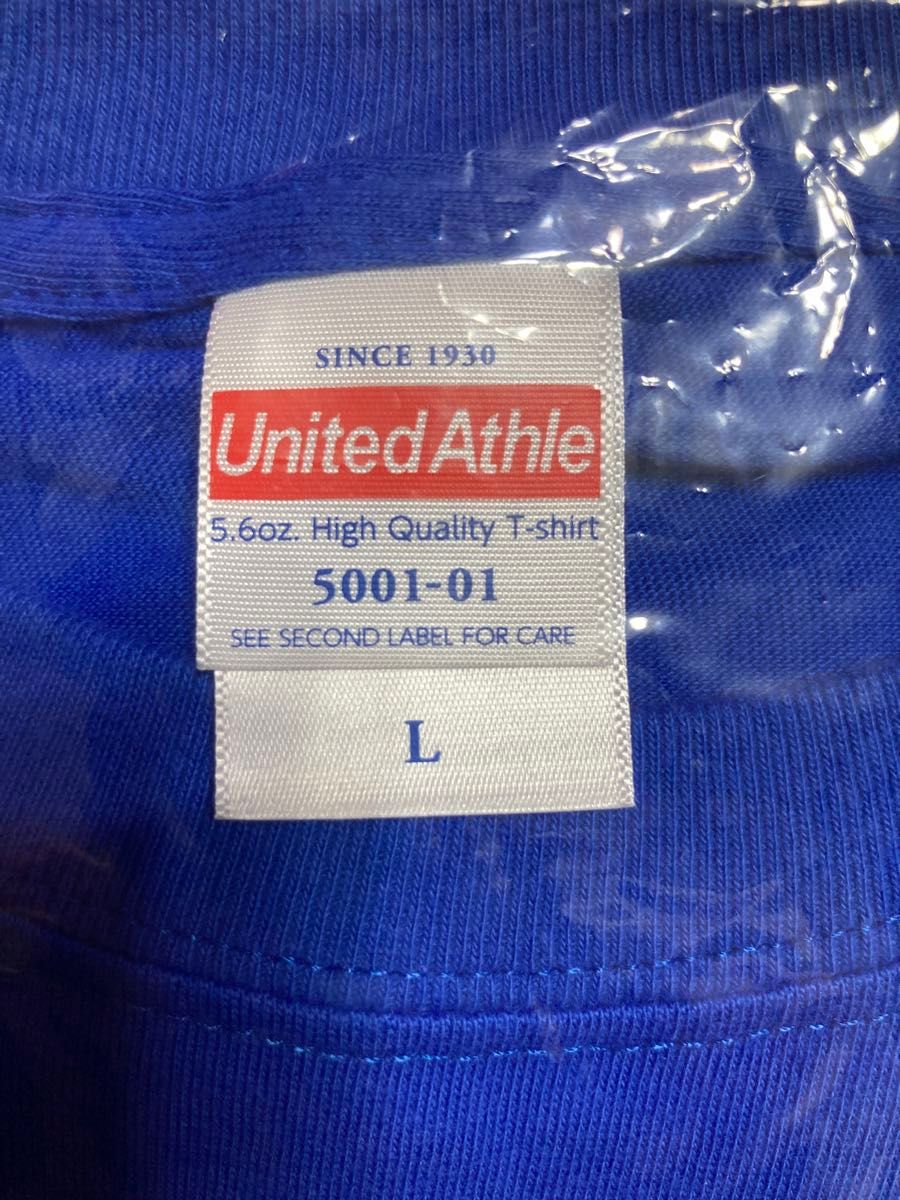 SINCE 1930
United Athle
5.6oz. High Quality T-shirt
5001-01
SEE SECOND LABEL FOR CARE
L